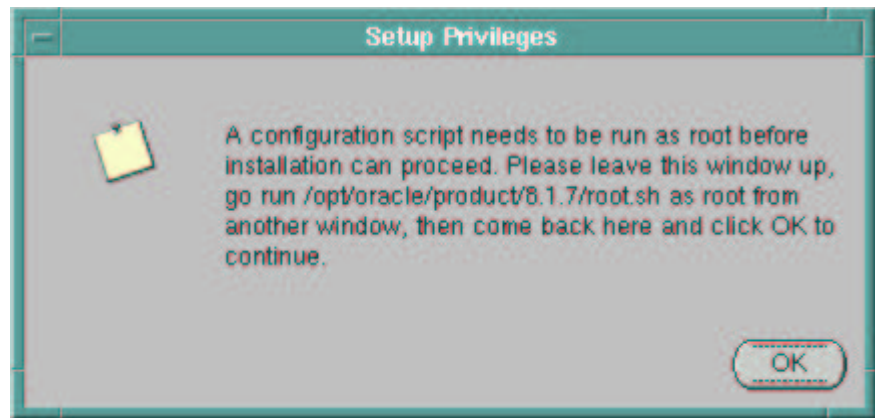 Setup Privileges
A configuration script needs to be run as root before
installation can proceed. Please leave this window up,
go run /opt/oracle/product/8.1.7/root.sh as root from
another window, then come back here and click OK to
continue.
OK